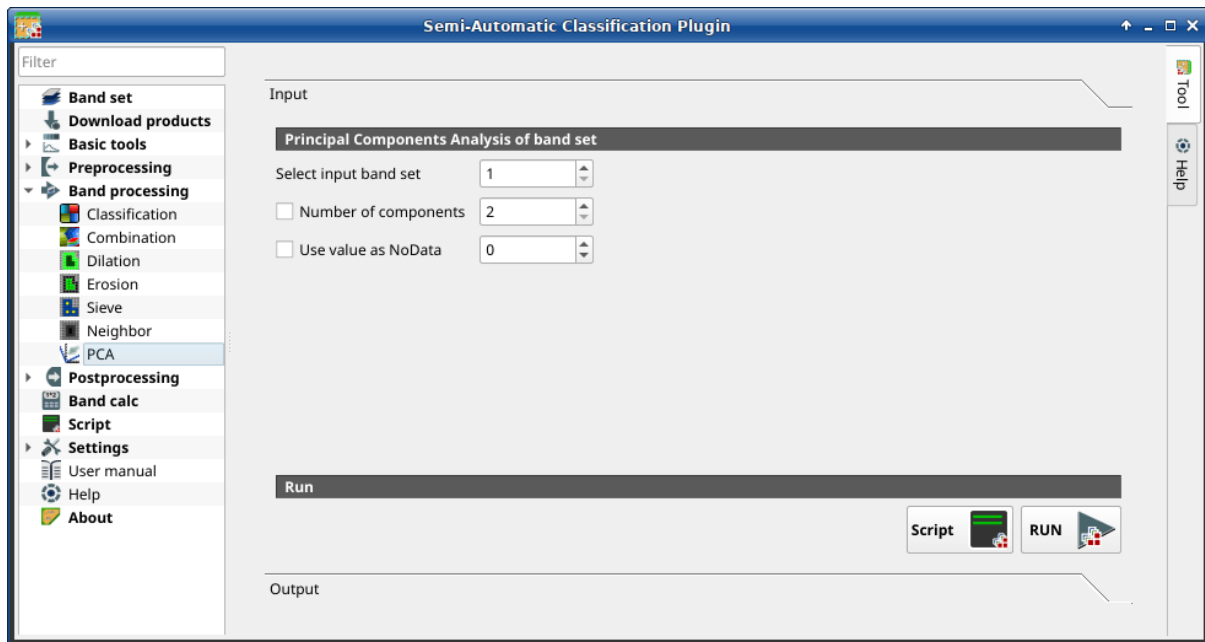 Semi-Automatic Classification Plugin
Filter
Band set
Download products
Basic tools
Preprocessing
Band processing
Classification
Combination
Dilation
Erosion
Sieve
Neighbor
PCA
Postprocessing
Band calc
Script
Settings
User manual
Help
About
Input
Principal Components Analysis of band set
Select input band set 1
Number of components 2
Use value as NoData 0
Run
Script RUN
Output
Tool
Help